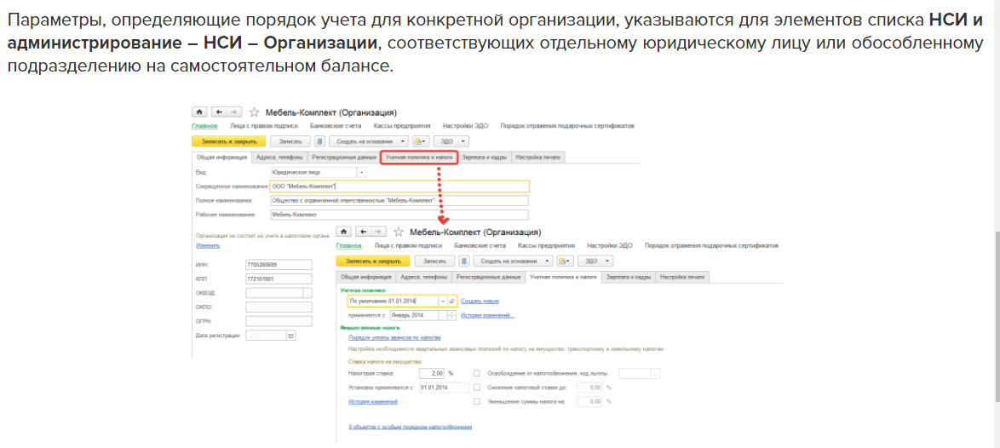 Параметры, определяющие порядок учета для конкретной организации, указываются для элементов списка НСИ и
администрирование – НСИ – Организации, соответствующих отдельному юридическому лицу или обособленному
подразделению на самостоятельном балансе.
Мебель-Комплект (Организация)
Главное Лица с правом подписи Банковские счета Кассы предприятия Настройки ЭДО Порядок отражения подарочных сертификатов
Записать и закрыть Записать Создать на основании ЭДО
Общая информация Адреса, телефоны Регистрационные данные Учетная политика и налоги Зарплата и кадры Настройка печати
Вид: Юридическое лицо
Сокращенное наименование: ООО "Мебель-Комплект"
Полное наименование: Общество с ограниченной ответственностью "Мебель-Комплект"
Рабочее наименование: Мебель-Комплект
Организация не состоит на учете в налоговом органе
Изменить
ИНН: 7705260699
КПП: 772101001
ОКВЭД:
ОКПО:
ОГРН:
Дата регистрации: . .
Мебель-Комплект (Организация)
Главное Лица с правом подписи Банковские счета Кассы предприятия Настройки ЭДО Порядок отражения подарочных сертификатов
Записать и закрыть Записать Создать на основании ЭДО
Общая информация Адреса, телефоны Регистрационные данные Учетная политика и налоги Зарплата и кадры Настройка печати
Учетная политика
По умолчанию 01.01.2014 Создать новую
применяется с: Январь 2014 История изменений...
Имущественные налоги
Порядок уплаты авансов по налогам
Настройка необходимости квартальных авансовых платежей по налогу на имущество, транспортному и земельному налогам.
Ставка налога на имущество:
Налоговая ставка: 2,00 % Освобождение от налогообложения, код льготы:
Установки применяются с: 01.01.2014 Снижение налоговой ставки до: 0,00 %
История изменений Уменьшение суммы налога на: 0,00 %
0 объектов с особым порядком налогообложения